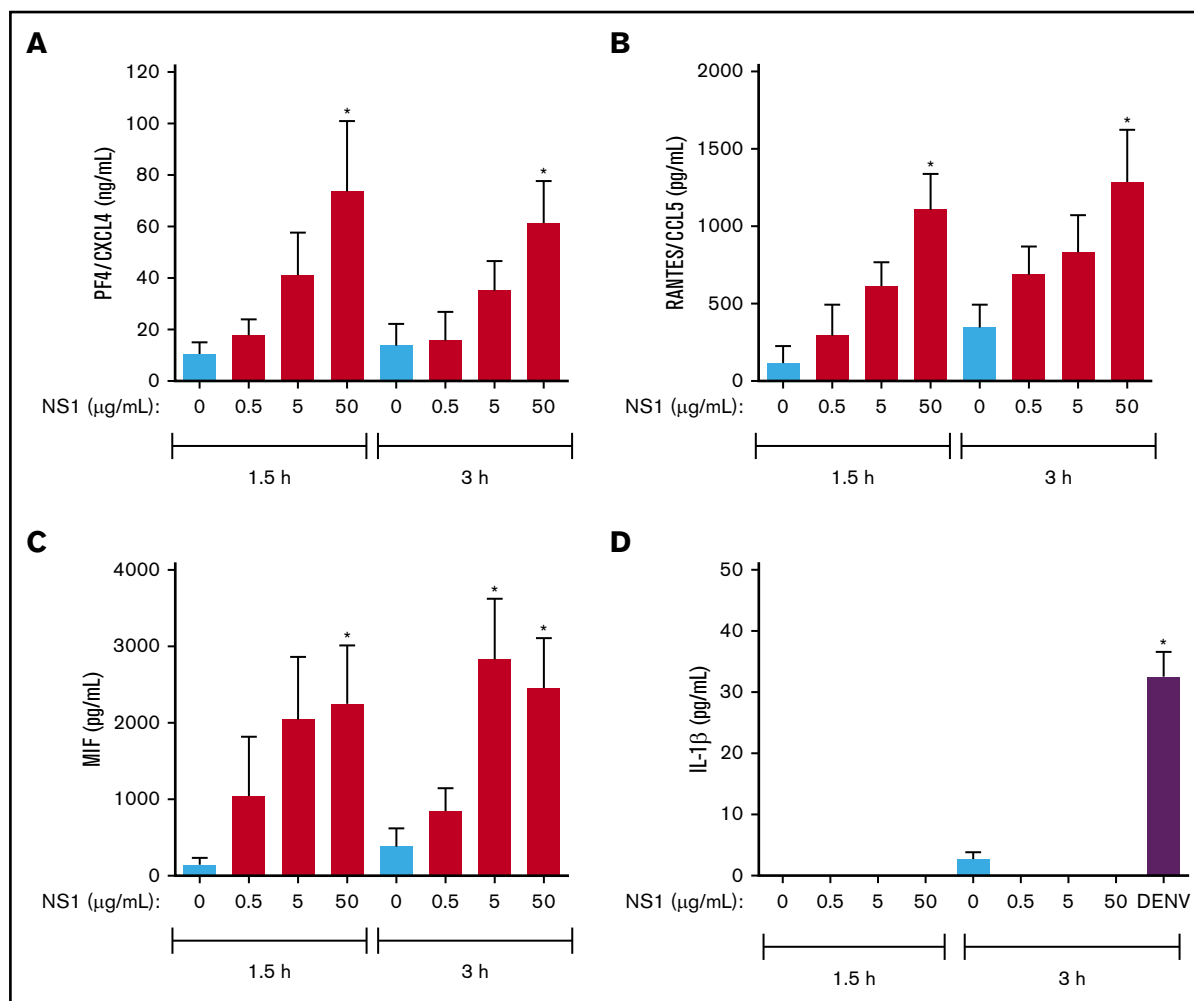 A
PF4/CXCL4 (ng/mL)
120
100
80
60
40
20
0
* *
NS1 (μg/mL): 0 0.5 5 50 0 0.5 5 50
1.5 h 3 h
B
RANTES/CCL5 (pg/mL)
2000
1500
1000
500
0
* *
NS1 (μg/mL): 0 0.5 5 50 0 0.5 5 50
1.5 h 3 h
C
MIF (pg/mL)
4000
3000
2000
1000
0
* * *
NS1 (μg/mL): 0 0.5 5 50 0 0.5 5 50
1.5 h 3 h
D
IL-1β (pg/mL)
50
40
30
20
10
0
*
NS1 (μg/mL): 0 0.5 5 50 0 0.5 5 50 DENV
1.5 h 3 h